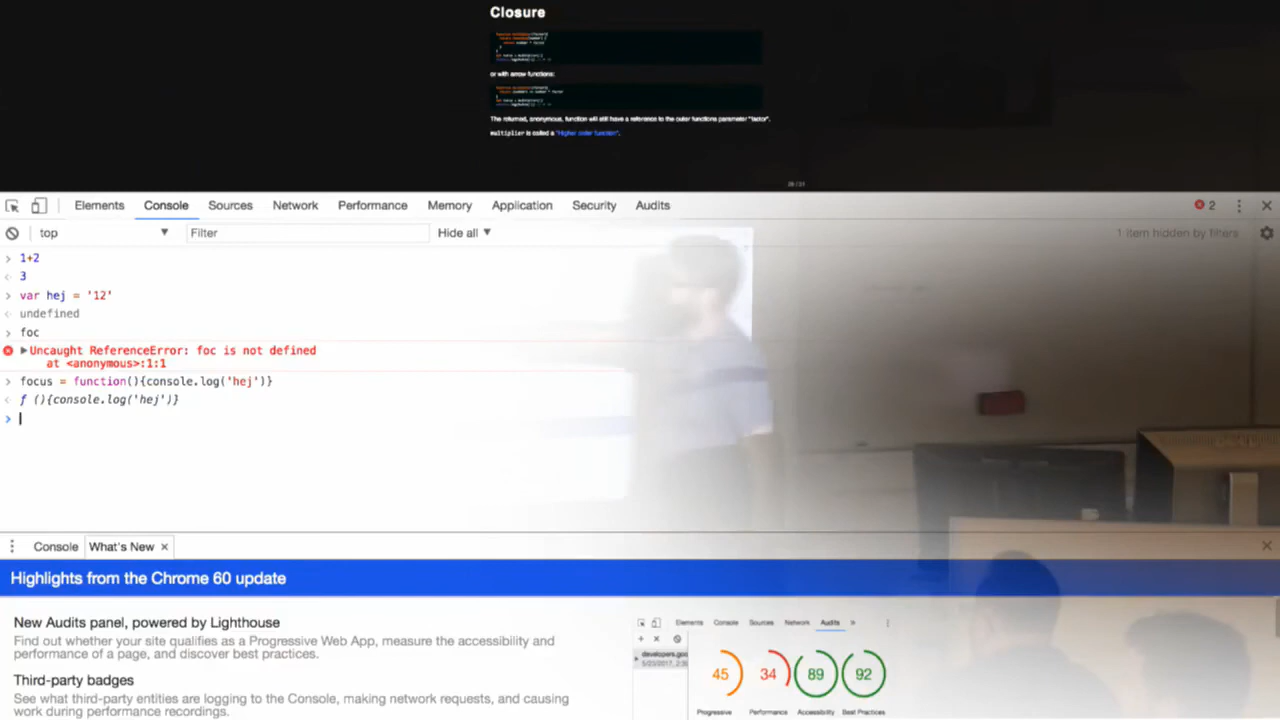 Closure
or with arrow functions:
The returned, anonymous, function will still have a reference to the outer functions parameter "factor".
multiplier is called a "Higher order function".
Elements Console Sources Network Performance Memory Application Security Audits 2
top Filter Hide all 1 item hidden by filters
> 1+2
< 3
> var hej = '12'
< undefined
> foc
Uncaught ReferenceError: foc is not defined
at <anonymous>:1:1
> focus = function(){console.log('hej')}
< ƒ (){console.log('hej')}
>
Console What's New
Highlights from the Chrome 60 update
New Audits panel, powered by Lighthouse
Find out whether your site qualifies as a Progressive Web App, measure the accessibility and
performance of a page, and discover best practices.
Third-party badges
See what third-party entities are logging to the Console, making network requests, and causing
work during performance recordings.
Elements Console Sources Network Audits »
developers.goo
5/23/2017, 2:3
45 34 89 92
Progressive Performance Accessibility Best Practices